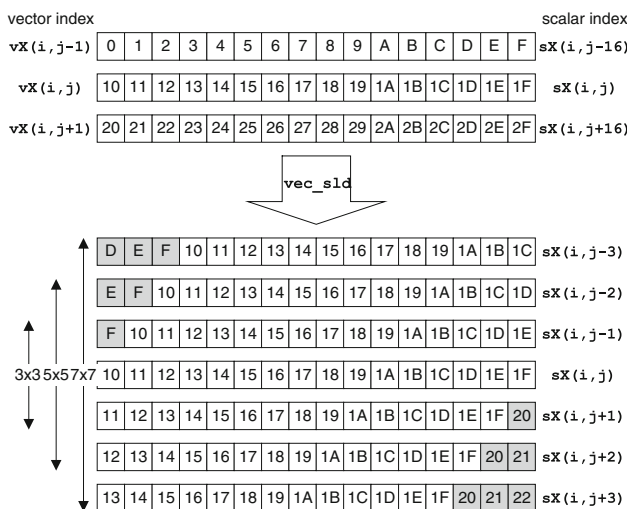 vector index scalar index
vX(i,j-1) 0 1 2 3 4 5 6 7 8 9 A B C D E F sX(i,j-16)
vX(i,j) 10 11 12 13 14 15 16 17 18 19 1A 1B 1C 1D 1E 1F sX(i,j)
vX(i,j+1) 20 21 22 23 24 25 26 27 28 29 2A 2B 2C 2D 2E 2F sX(i,j+16)
vec_sld
D E F 10 11 12 13 14 15 16 17 18 19 1A 1B 1C sX(i,j-3)
E F 10 11 12 13 14 15 16 17 18 19 1A 1B 1C 1D sX(i,j-2)
F 10 11 12 13 14 15 16 17 18 19 1A 1B 1C 1D 1E sX(i,j-1)
3x3 5x5 7x7 10 11 12 13 14 15 16 17 18 19 1A 1B 1C 1D 1E 1F sX(i,j)
11 12 13 14 15 16 17 18 19 1A 1B 1C 1D 1E 1F 20 sX(i,j+1)
12 13 14 15 16 17 18 19 1A 1B 1C 1D 1E 1F 20 21 sX(i,j+2)
13 14 15 16 17 18 19 1A 1B 1C 1D 1E 1F 20 21 22 sX(i,j+3)